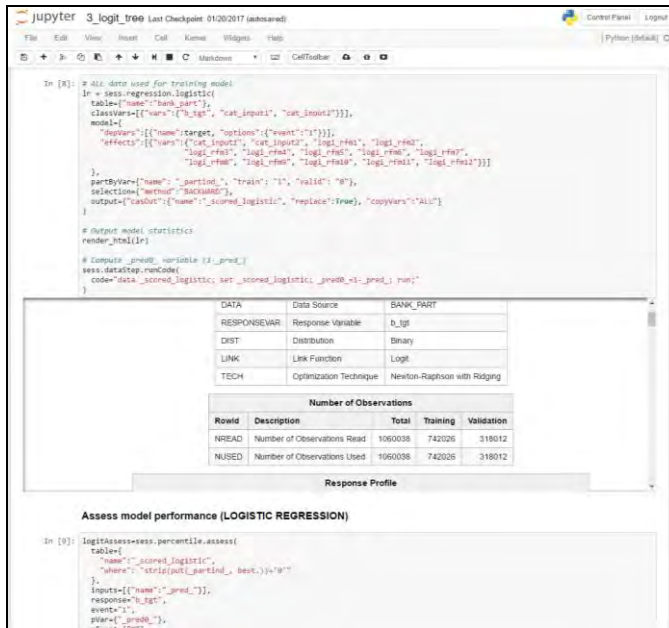 jupyter 3_logit_tree Last Checkpoint: 01/20/2017 (autosaved)
Control Panel Logout
File Edit View Insert Cell Kernel Widgets Help
Python [default]
Markdown CellToolbar
In [8]: # ALL data used for training model
lr = sess.regression.logistic(
table={"name":"bank_part"},
classVars=[{"vars":{"b_tgt", "cat_input1", "cat_input2"}}],
model={
"depVars":[{"name":target, "options":{"event":"1"}}],
"effects":[{"vars":{"cat_input1", "cat_input2", "logi_rfm1", "logi_rfm2",
"logi_rfm3", "logi_rfm4", "logi_rfm5", "logi_rfm6", "logi_rfm7",
"logi_rfm8", "logi_rfm9", "logi_rfm10", "logi_rfm11", "logi_rfm12"}}]
},
partByVar={"name": "_partind_", "train": "1", "valid": "0"},
selection={"method":"BACKWARD"},
output={"casOut":{"name":"_scored_logistic", "replace":True}, "copyVars":"ALL"}
)
# Output model statistics
render_html(lr)
# Compute _pred0_ variable (1-_pred_)
sess.dataStep.runCode(
code="data _scored_logistic; set _scored_logistic; _pred0_=1-_pred_; run;"
)
DATA Data Source BANK_PART
RESPONSEVAR Response Variable b_tgt
DIST Distribution Binary
LINK Link Function Logit
TECH Optimization Technique Newton-Raphson with Ridging
Number of Observations
RowId Description Total Training Validation
NREAD Number of Observations Read 1060038 742026 318012
NUSED Number of Observations Used 1060038 742026 318012
Response Profile
Assess model performance (LOGISTIC REGRESSION)
In [9]: logitAssess=sess.percentile.assess(
table={
"name":"_scored_logistic",
"where": "strip(put(_partind_, best.))='0'"
},
inputs=[{"name":"_pred_"}],
response="b_tgt",
event="1",
pVar={"_pred0_"},